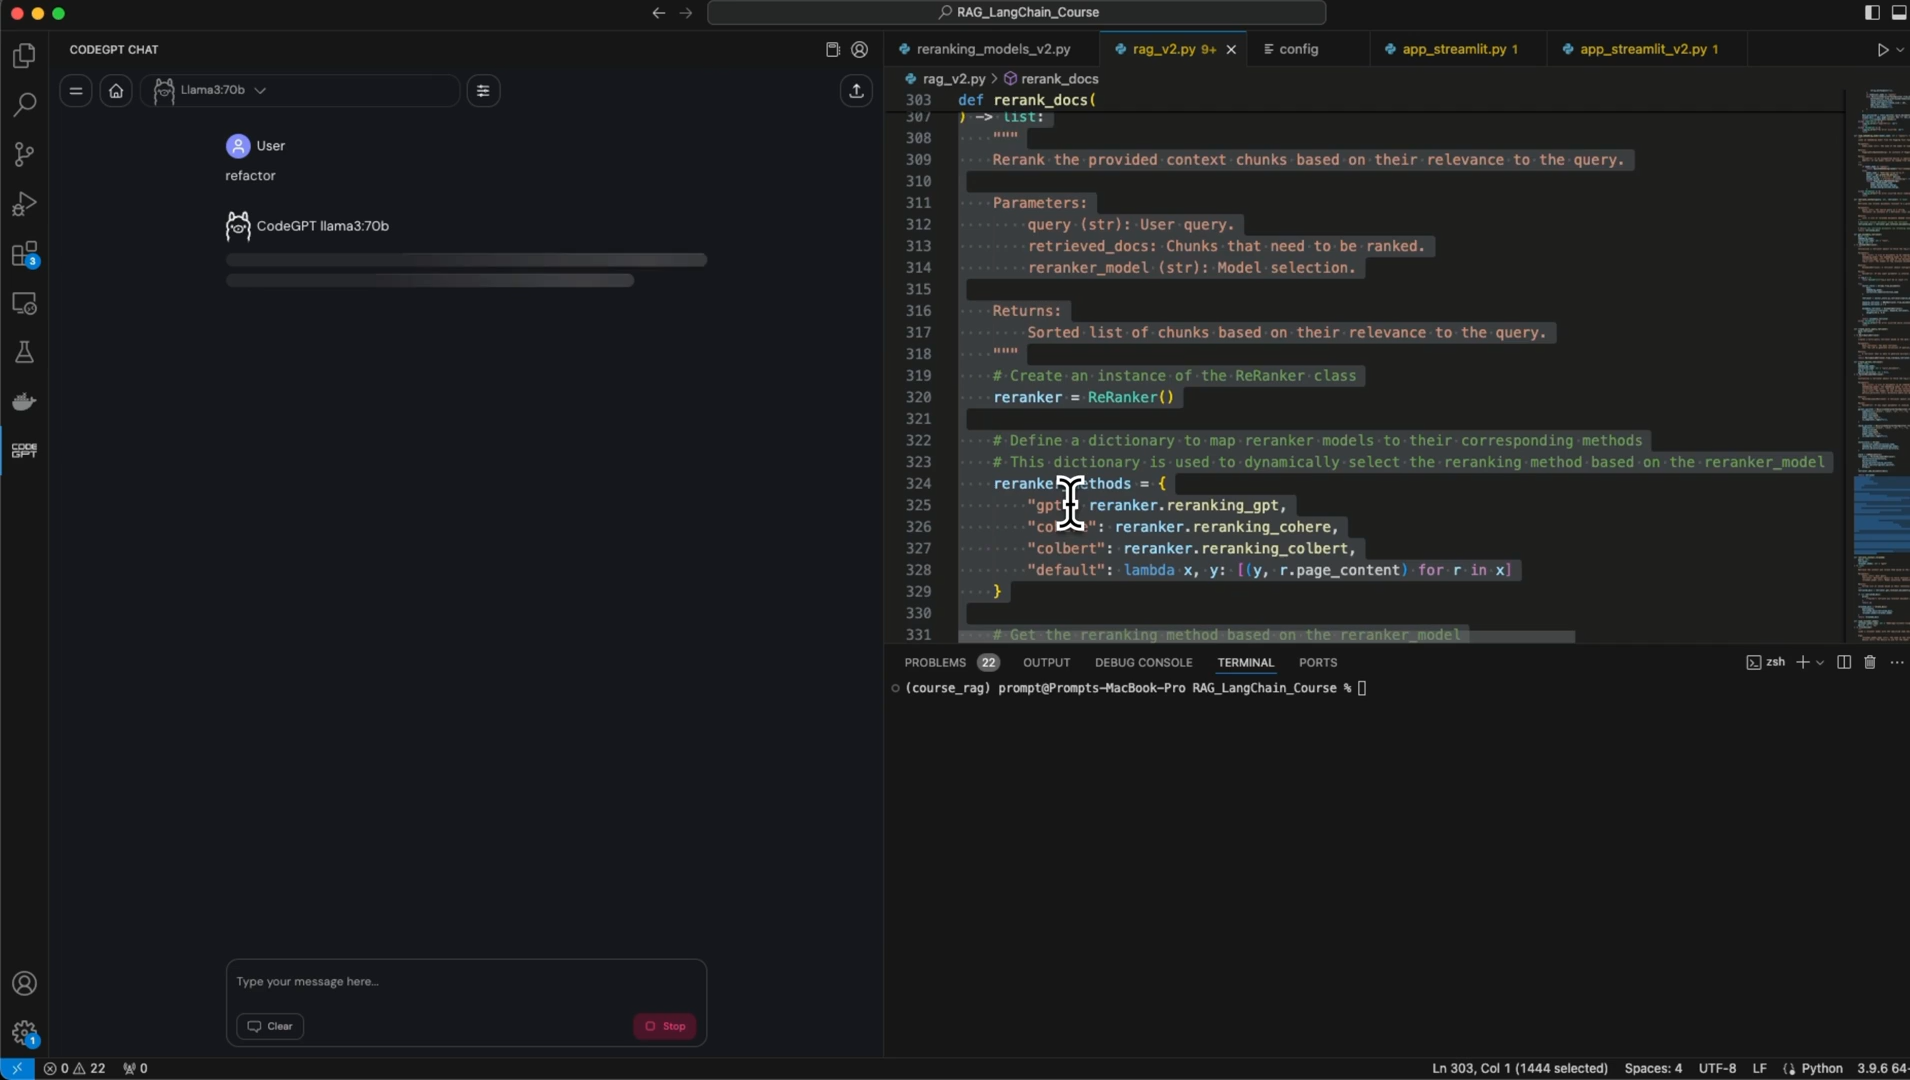 RAG_LangChain_Course
CODEGPT CHAT
Llama3:70b
User
refactor
CodeGPT llama3:70b
Type your message here...
Clear
Stop
3
CODE
GPT
1
reranking_models_v2.py
rag_v2.py 9+
config
app_streamlit.py 1
app_streamlit_v2.py 1
rag_v2.py > rerank_docs
303 def rerank_docs(
307 ) -> list:
308 """
309 Rerank the provided context chunks based on their relevance to the query.
310
311 Parameters:
312 query (str): User query.
313 retrieved_docs: Chunks that need to be ranked.
314 reranker_model (str): Model selection.
315
316 Returns:
317 Sorted list of chunks based on their relevance to the query.
318 """
319 # Create an instance of the ReRanker class
320 reranker = ReRanker()
321
322 # Define a dictionary to map reranker models to their corresponding methods
323 # This dictionary is used to dynamically select the reranking method based on the reranker_model
324 reranker_methods = {
325 "gpt": reranker.reranking_gpt,
326 "cohere": reranker.reranking_cohere,
327 "colbert": reranker.reranking_colbert,
328 "default": lambda x, y: [(y, r.page_content) for r in x]
329 }
330
331 # Get the reranking method based on the reranker_model
PROBLEMS 22 OUTPUT DEBUG CONSOLE TERMINAL PORTS
zsh
(course_rag) prompt@Prompts-MacBook-Pro RAG_LangChain_Course %
0 22 0
Ln 303, Col 1 (1444 selected) Spaces: 4 UTF-8 LF Python 3.9.6 64-